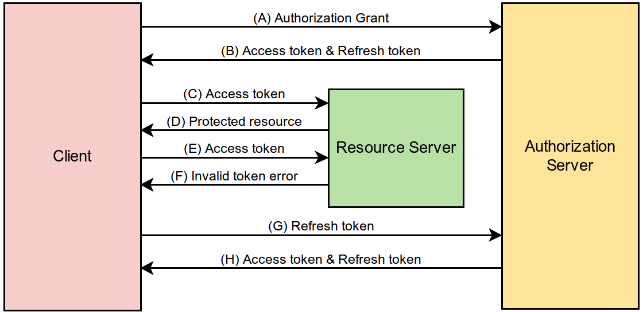 (A) Authorization Grant
(B) Access token & Refresh token
(C) Access token
(D) Protected resource
(E) Access token
(F) Invalid token error
(G) Refresh token
(H) Access token & Refresh token
Client
Resource Server
Authorization
Server